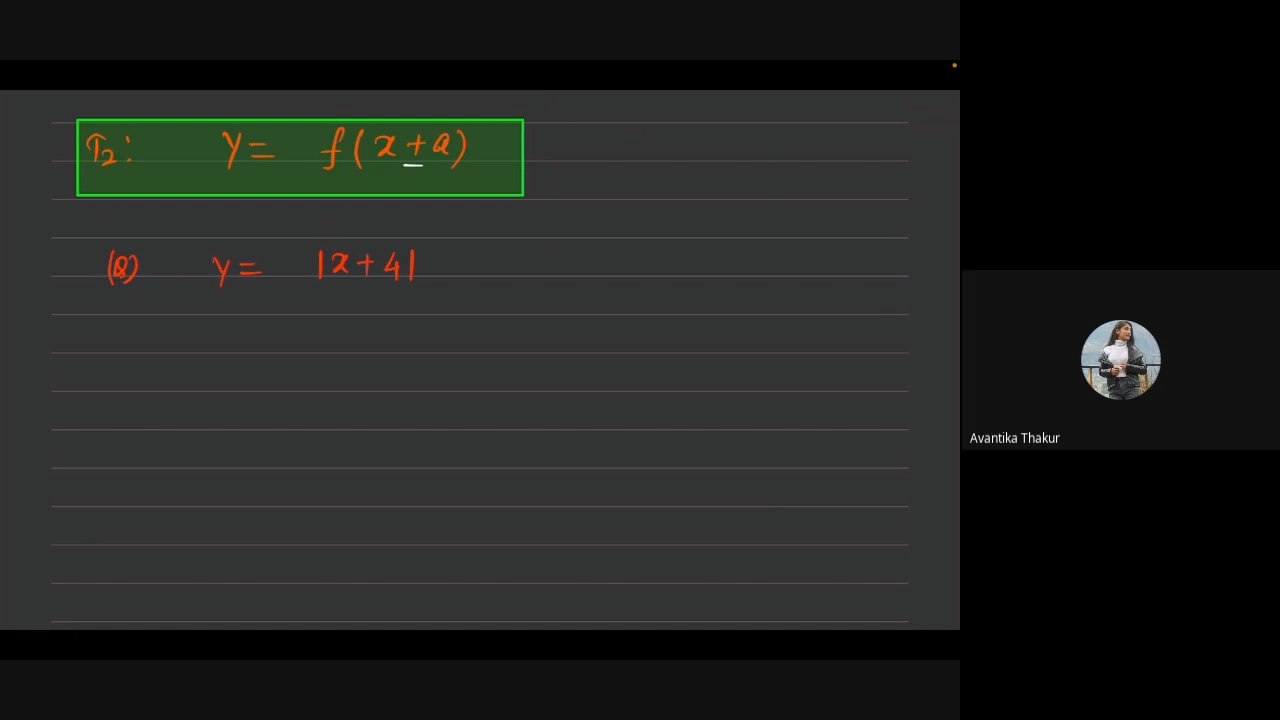 T2: y = f(x+a)
(Q) y = |x+4|
Avantika Thakur